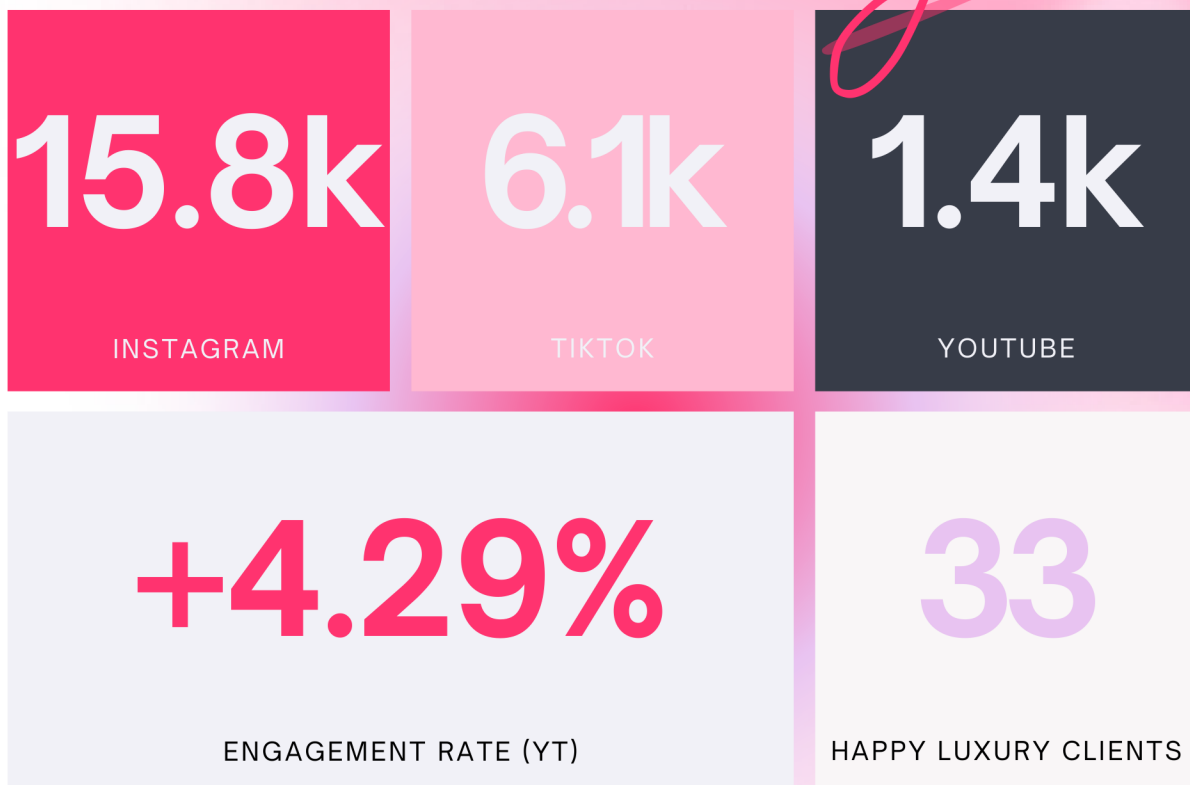 15.8k
INSTAGRAM
6.1k
TIKTOK
1.4k
YOUTUBE
+4.29%
ENGAGEMENT RATE (YT)
33
HAPPY LUXURY CLIENTS